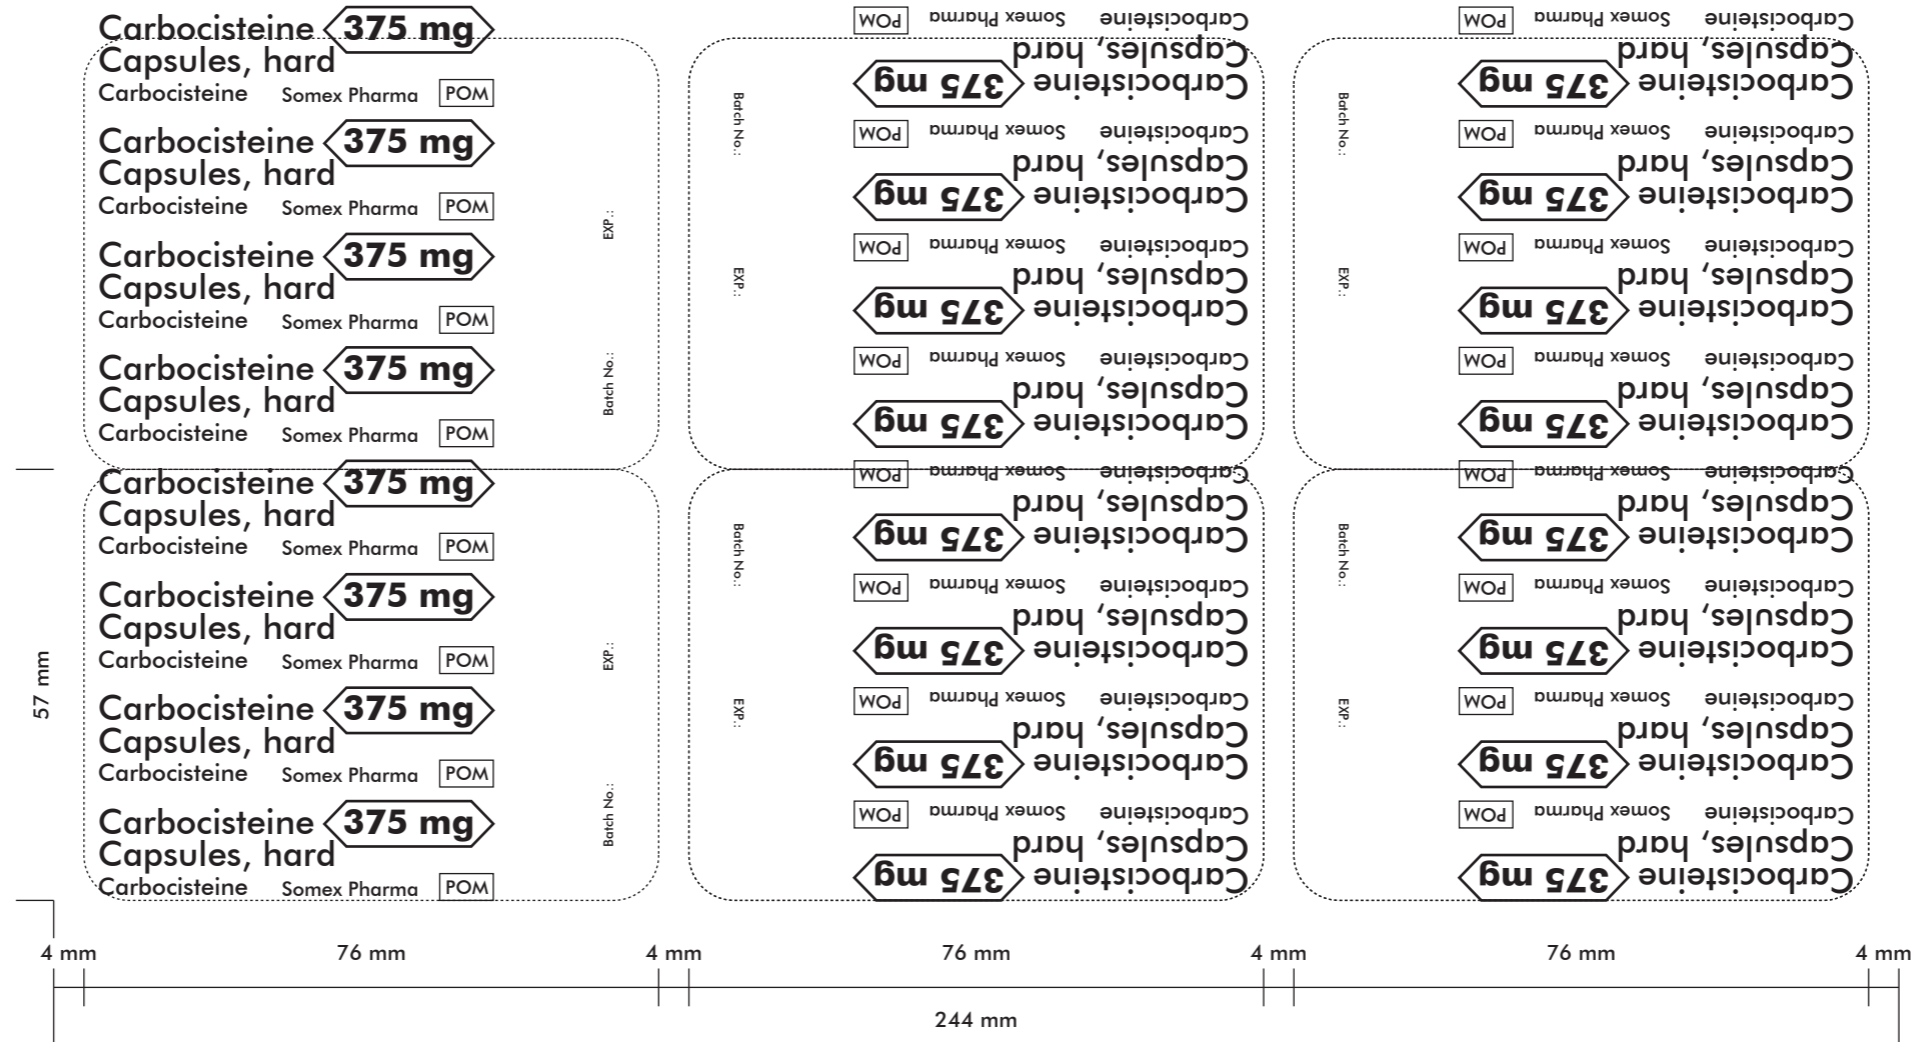 Carbocisteine 375 mg
Capsules, hard
Carbocisteine Somex Pharma POM
Carbocisteine 375 mg
Capsules, hard
Carbocisteine Somex Pharma POM
Carbocisteine 375 mg
Capsules, hard
Carbocisteine Somex Pharma POM
Carbocisteine 375 mg
Capsules, hard
Carbocisteine Somex Pharma POM
Carbocisteine 375 mg
Capsules, hard
Carbocisteine Somex Pharma POM
Carbocisteine 375 mg
Capsules, hard
Carbocisteine Somex Pharma POM
Carbocisteine 375 mg
Capsules, hard
Carbocisteine Somex Pharma POM
Carbocisteine 375 mg
Capsules, hard
Carbocisteine Somex Pharma POM
Batch No.: EXP.:
Batch No.: EXP.:
Batch No.: EXP.:
Batch No.: EXP.:
Carbocisteine 375 mg
Capsules, hard
Carbocisteine Somex Pharma POM
Carbocisteine 375 mg
Capsules, hard
Carbocisteine Somex Pharma POM
Carbocisteine 375 mg
Capsules, hard
Carbocisteine Somex Pharma POM
Carbocisteine 375 mg
Capsules, hard
Carbocisteine Somex Pharma POM
Carbocisteine 375 mg
Capsules, hard
Carbocisteine Somex Pharma POM
Carbocisteine 375 mg
Capsules, hard
Carbocisteine Somex Pharma POM
Carbocisteine 375 mg
Capsules, hard
Carbocisteine Somex Pharma POM
Carbocisteine 375 mg
Capsules, hard
Carbocisteine Somex Pharma POM
Batch No.: EXP.:
Batch No.: EXP.:
Carbocisteine 375 mg
Capsules, hard
Carbocisteine Somex Pharma POM
Carbocisteine 375 mg
Capsules, hard
Carbocisteine Somex Pharma POM
Carbocisteine 375 mg
Capsules, hard
Carbocisteine Somex Pharma POM
Carbocisteine 375 mg
Capsules, hard
Carbocisteine Somex Pharma POM
Carbocisteine 375 mg
Capsules, hard
Carbocisteine Somex Pharma POM
Carbocisteine 375 mg
Capsules, hard
Carbocisteine Somex Pharma POM
Carbocisteine 375 mg
Capsules, hard
Carbocisteine Somex Pharma POM
Carbocisteine 375 mg
Capsules, hard
Carbocisteine Somex Pharma POM
57 mm
4 mm 76 mm 4 mm 76 mm 4 mm 76 mm 4 mm
244 mm